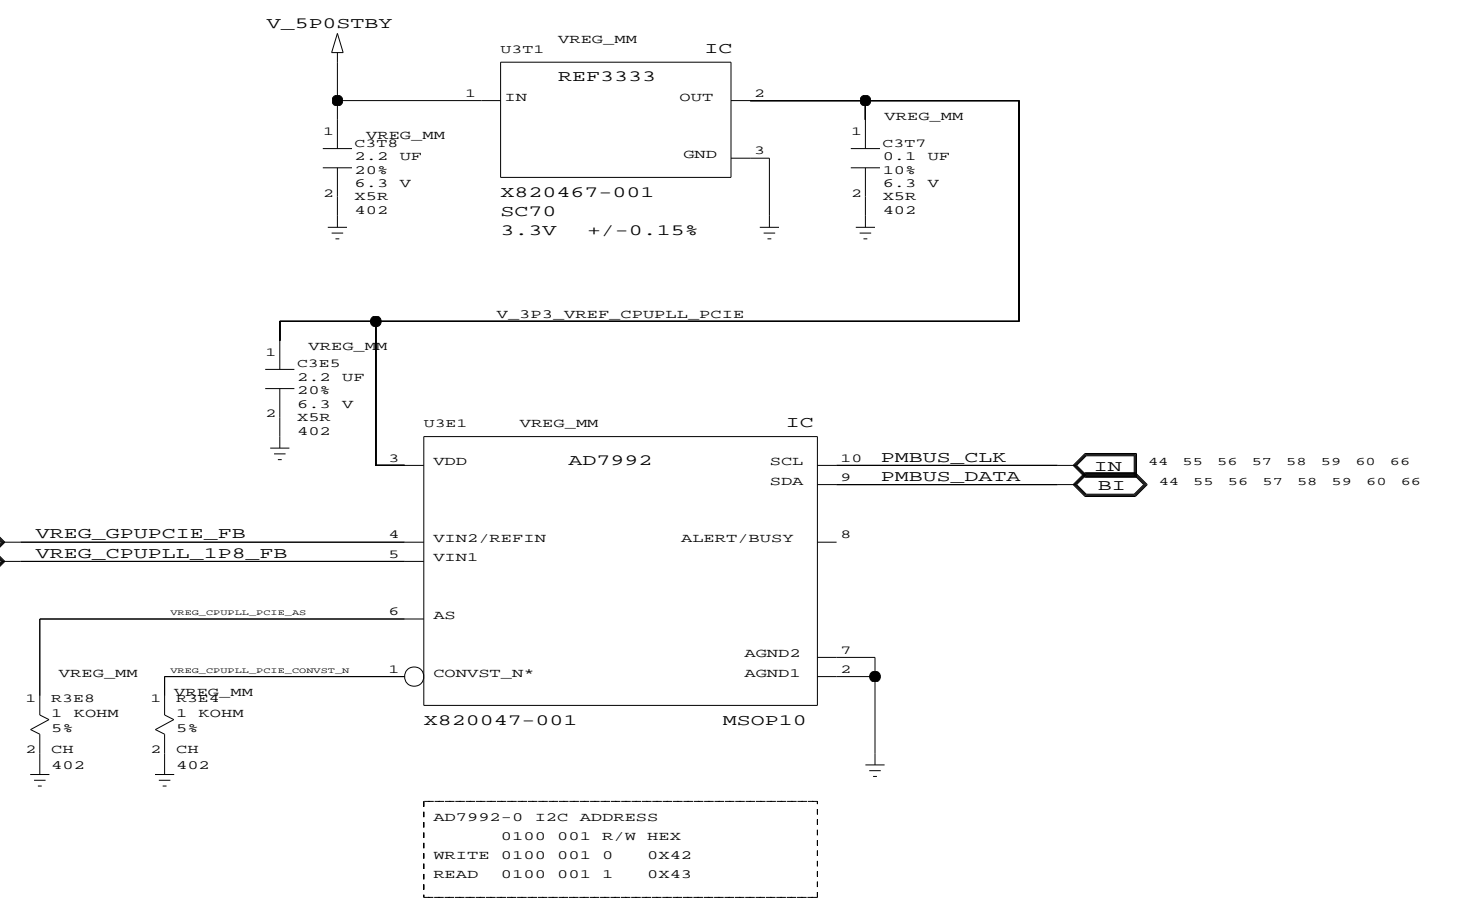 V_5P0STBY
U3T1 VREG_MM IC
REF3333
1 IN OUT 2
GND 3
X820467-001
SC70
3.3V +/-0.15%
1 VREG_MM
C3T8
2.2 UF
20%
6.3 V
2 X5R
402
VREG_MM
1 C3T7
0.1 UF
10%
6.3 V
2 X5R
402
V_3P3_VREF_CPUPLL_PCIE
1 VREG_MM
C3E5
2.2 UF
20%
6.3 V
2 X5R
402
U3E1 VREG_MM IC
3 VDD AD7992 SCL 10 PMBUS_CLK IN 44 55 56 57 58 59 60 66
SDA 9 PMBUS_DATA BI 44 55 56 57 58 59 60 66
VREG_GPUPCIE_FB 4 VIN2/REFIN ALERT/BUSY 8
VREG_CPUPLL_1P8_FB 5 VIN1
VREG_CPUPLL_PCIE_AS 6 AS
AGND2 7
VREG_CPUPLL_PCIE_CONVST_N 1 CONVST_N* AGND1 2
X820047-001 MSOP10
VREG_MM
1 R3E8
1 KOHM
5%
2 CH
402
VREG_MM
1 R3E4
1 KOHM
5%
2 CH
402
AD7992-0 I2C ADDRESS
0100 001 R/W HEX
WRITE 0100 001 0 0X42
READ 0100 001 1 0X43